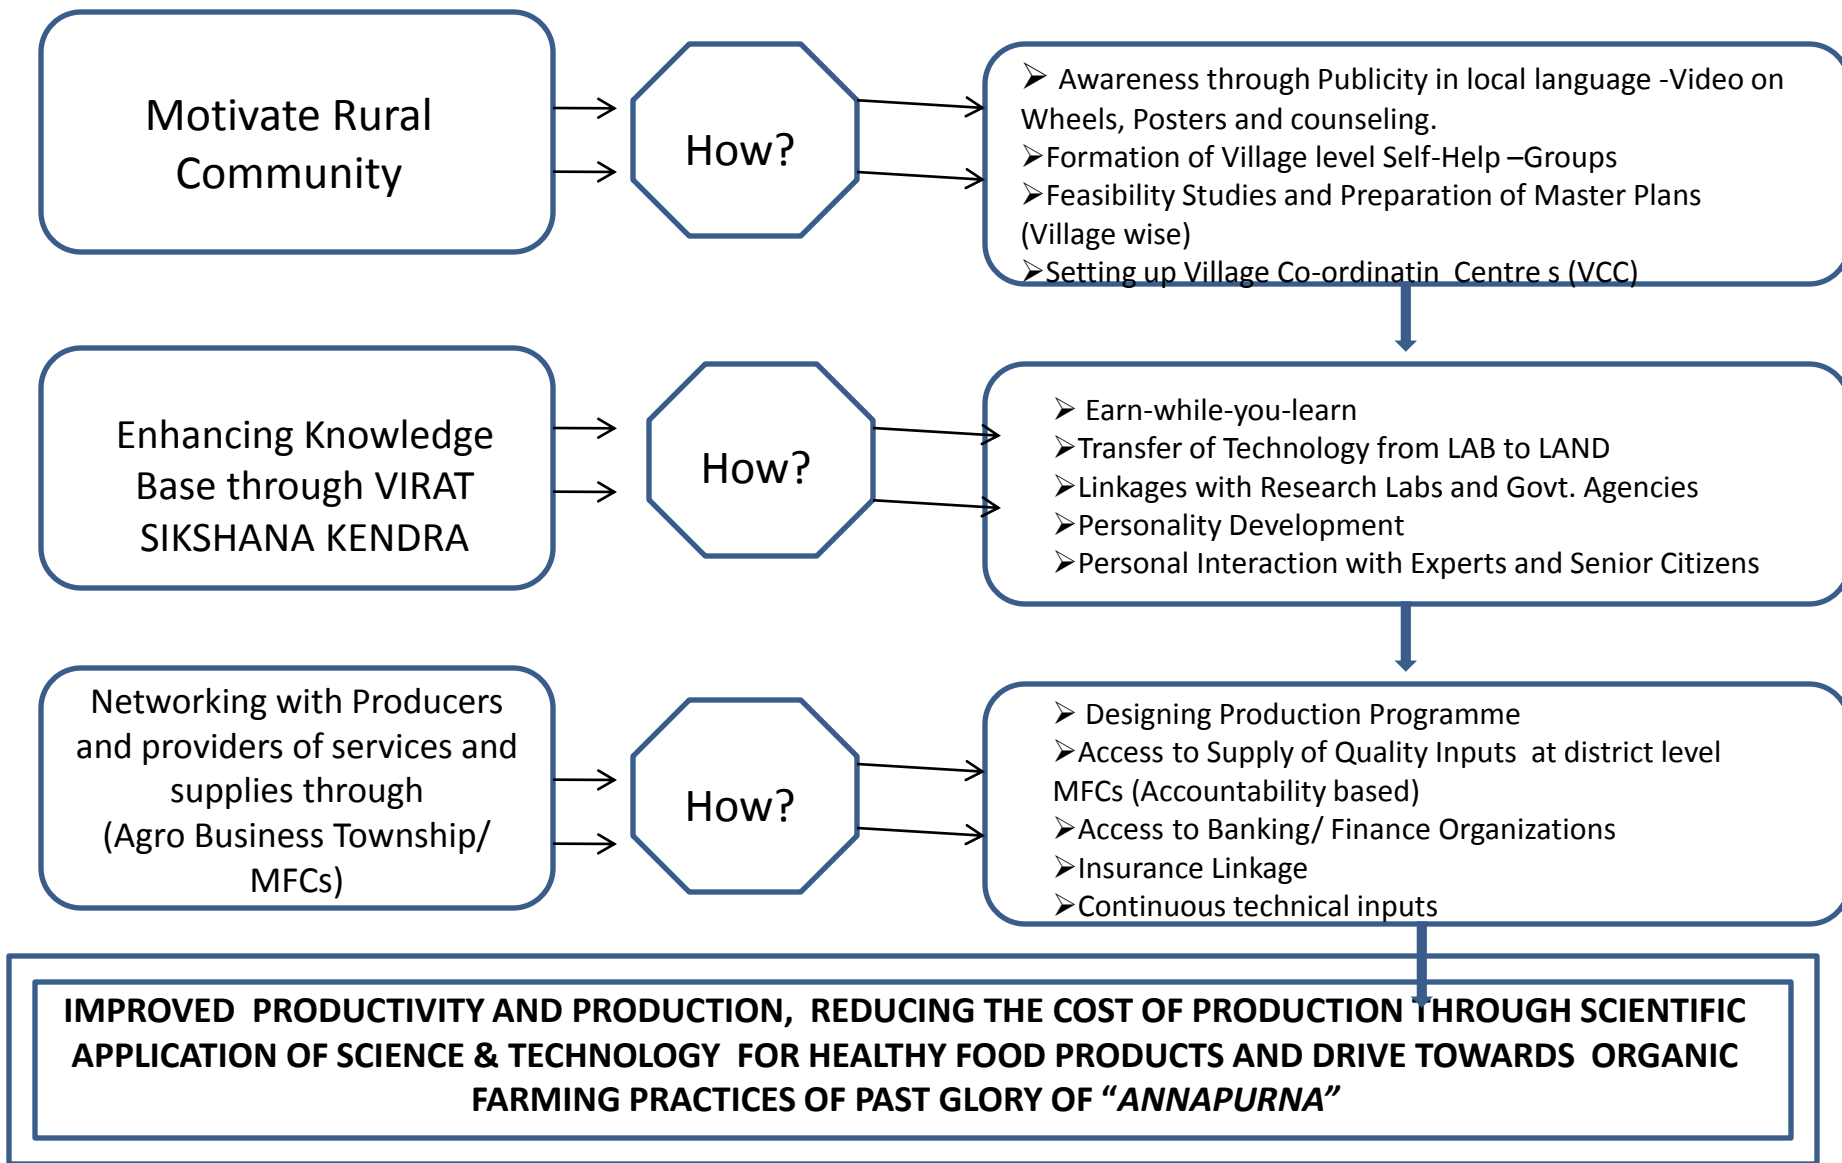 Motivate Rural
Community
How?
➢ Awareness through Publicity in local language -Video on
Wheels, Posters and counseling.
➢Formation of Village level Self-Help –Groups
➢Feasibility Studies and Preparation of Master Plans
(Village wise)
➢Setting up Village Co-ordinatin Centre s (VCC)
Enhancing Knowledge
Base through VIRAT
SIKSHANA KENDRA
How?
➢ Earn-while-you-learn
➢Transfer of Technology from LAB to LAND
➢Linkages with Research Labs and Govt. Agencies
➢Personality Development
➢Personal Interaction with Experts and Senior Citizens
Networking with Producers
and providers of services and
supplies through
(Agro Business Township/
MFCs)
How?
➢ Designing Production Programme
➢Access to Supply of Quality Inputs at district level
MFCs (Accountability based)
➢Access to Banking/ Finance Organizations
➢Insurance Linkage
➢Continuous technical inputs
IMPROVED PRODUCTIVITY AND PRODUCTION, REDUCING THE COST OF PRODUCTION THROUGH SCIENTIFIC
APPLICATION OF SCIENCE & TECHNOLOGY FOR HEALTHY FOOD PRODUCTS AND DRIVE TOWARDS ORGANIC
FARMING PRACTICES OF PAST GLORY OF “ANNAPURNA”